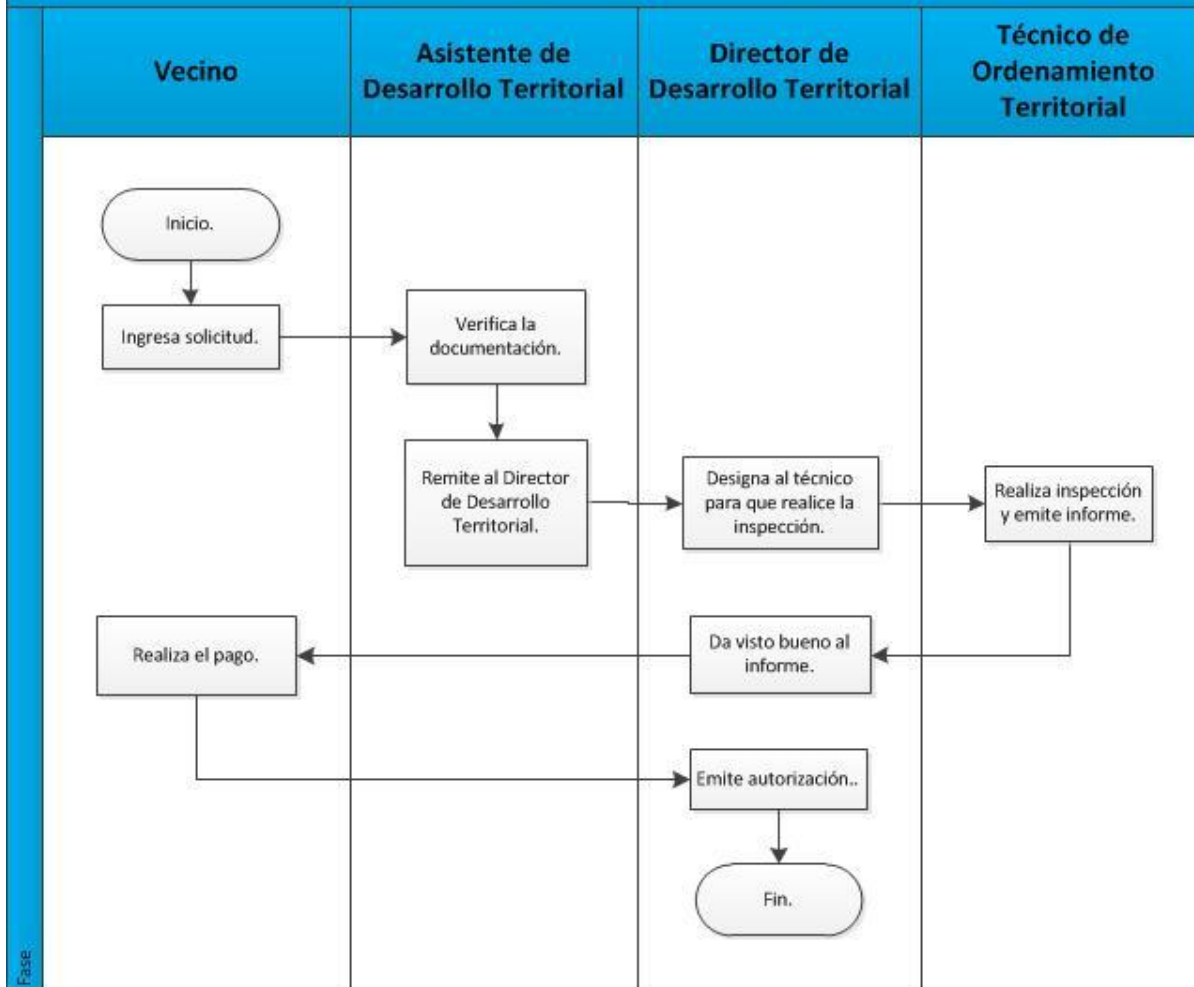 Vecino
Asistente de
Desarrollo Territorial
Director de
Desarrollo Territorial
Técnico de
Ordenamiento
Territorial
Inicio.
Ingresa solicitud.
Verifica la
documentación.
Remite al Director
de Desarrollo
Territorial.
Designa al técnico
para que realice la
inspección.
Realiza inspección
y emite informe.
Da visto bueno al
informe.
Realiza el pago.
Emite autorización..
Fin.
Fase